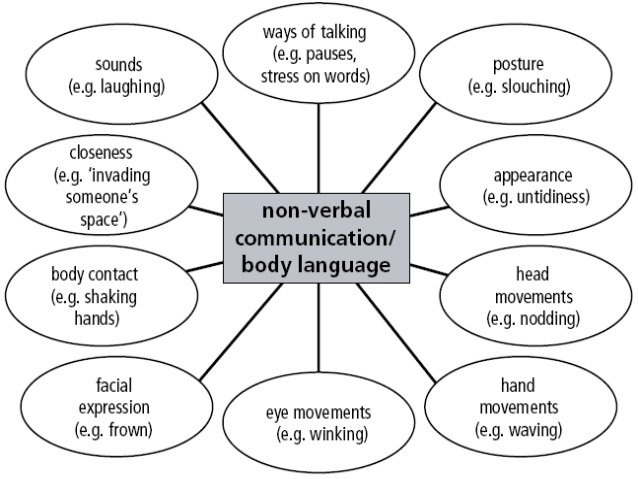 ways of talking
(e.g. pauses,
stress on words)
sounds
(e.g. laughing)
posture
(e.g. slouching)
closeness
(e.g. ‘invading
someone’s
space’)
appearance
(e.g. untidiness)
non-verbal
communication/
body language
body contact
(e.g. shaking
hands)
head
movements
(e.g. nodding)
facial
expression
(e.g. frown)
eye movements
(e.g. winking)
hand
movements
(e.g. waving)